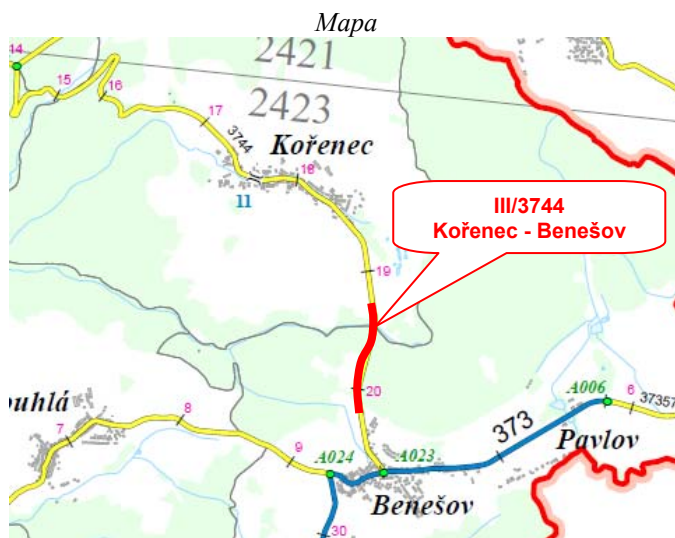 Mapa
2421
14
15
16
2423
17
3744
Kořenec
18
11
III/3744
Kořenec - Benešov
19
20
A006
6
37357
ouhlá
8
7
373
Pavlov
9
A024
A023
Benešov
30